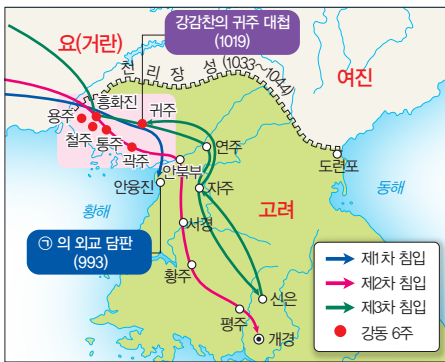 강감찬의 귀주 대첩
(1019)
요(거란)
천리장성(1033~1044)
여진
흥화진
귀주
용주
철주
통주
곽주
연주
안북부
도련포
안융진
자주
동해
황해
서경
고려
㉠ 의 외교 담판
(993)
황주
신은
평주
개경
제1차 침입
제2차 침입
제3차 침입
강동 6주